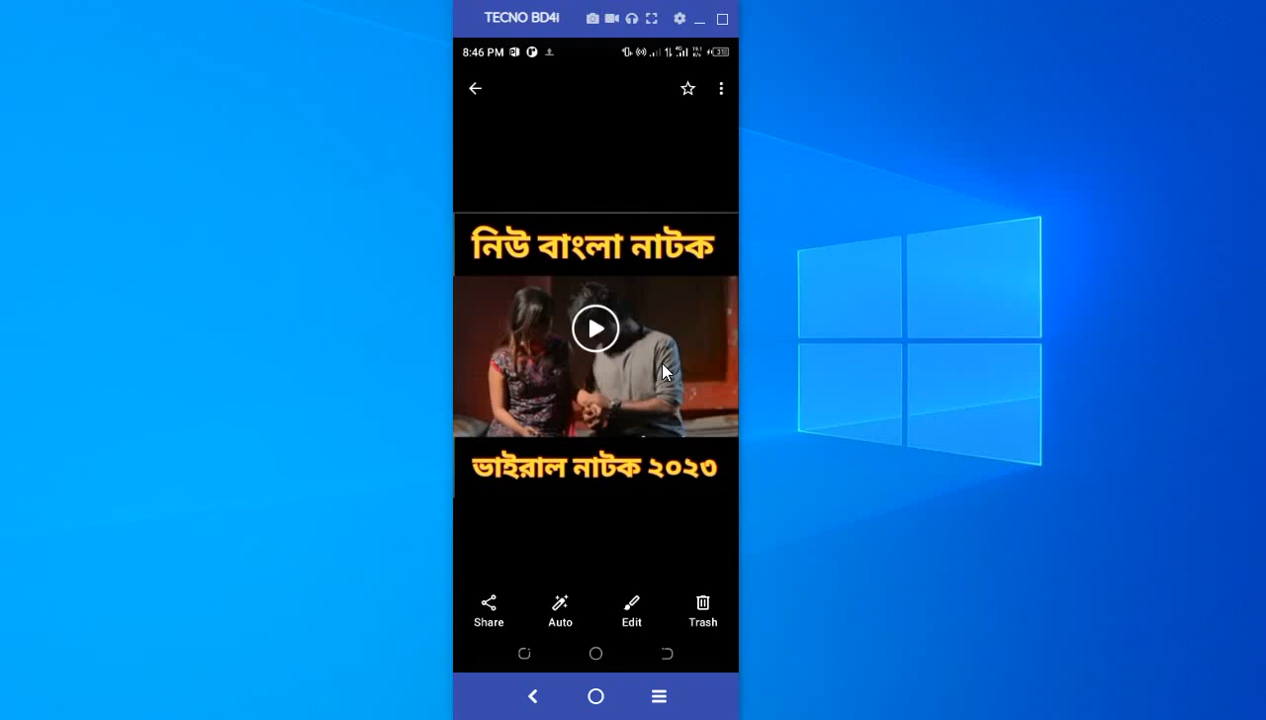 TECNO BD4i
8:46 PM
নিউ বাংলা নাটক
ভাইরাল নাটক ২০২৩
Share Auto Edit Trash